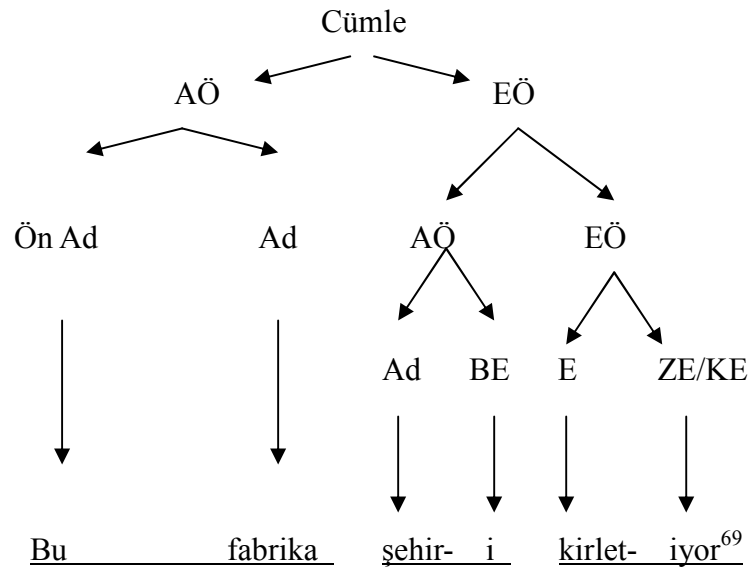 Cümle
AÖ EÖ
Ön Ad Ad AÖ EÖ
Ad BE E ZE/KE
Bu fabrika şehir- i kirlet- iyor69